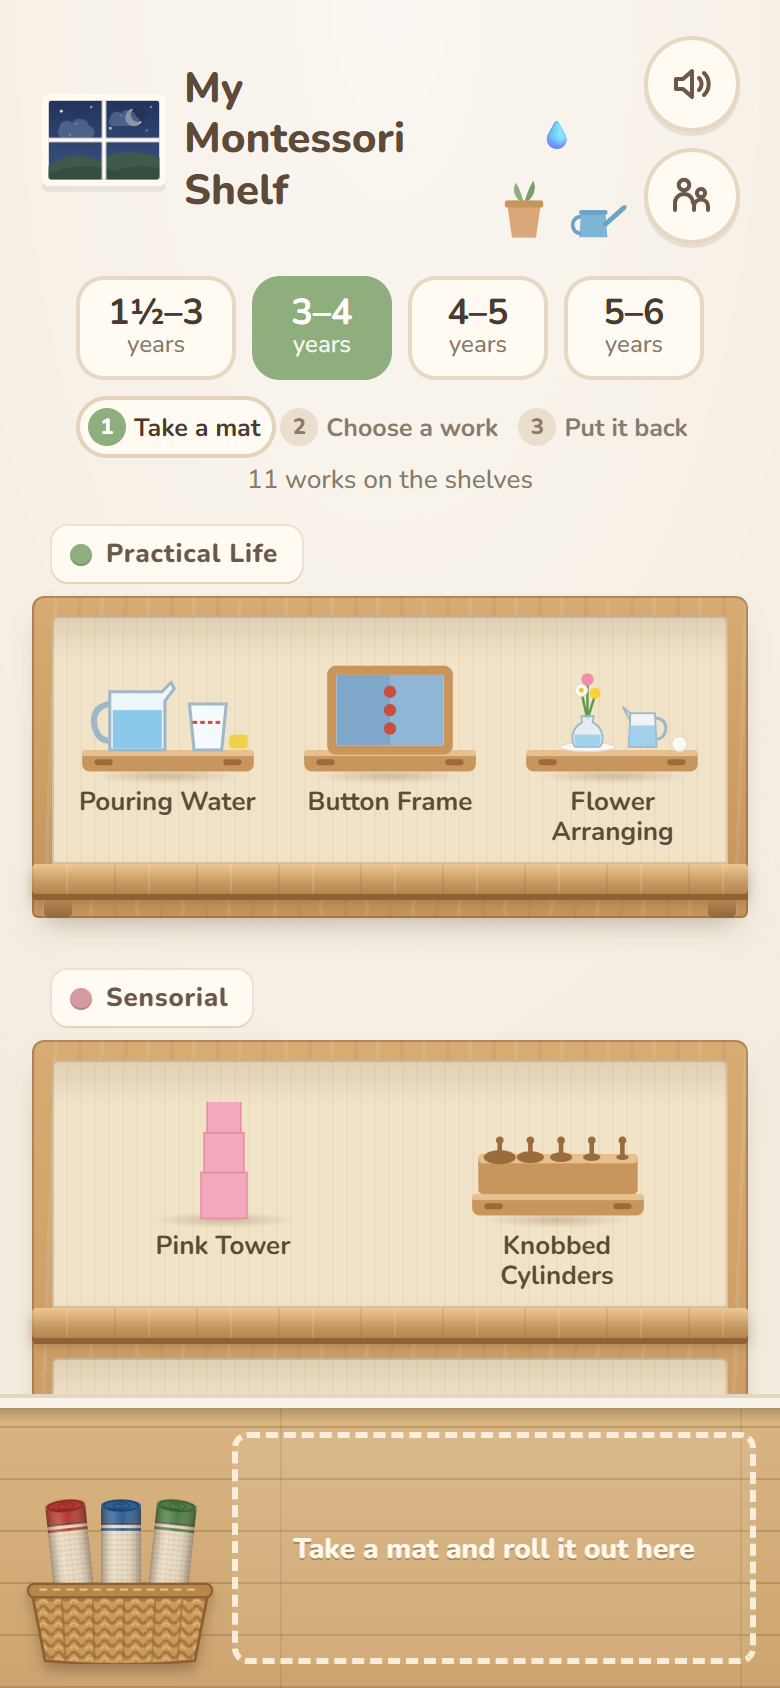 My
Montessori
Shelf
1½–3
years
3–4
years
4–5
years
5–6
years
1 Take a mat
2 Choose a work
3 Put it back
11 works on the shelves
Practical Life
Pouring Water
Button Frame
Flower
Arranging
Sensorial
Pink Tower
Knobbed
Cylinders
Take a mat and roll it out here